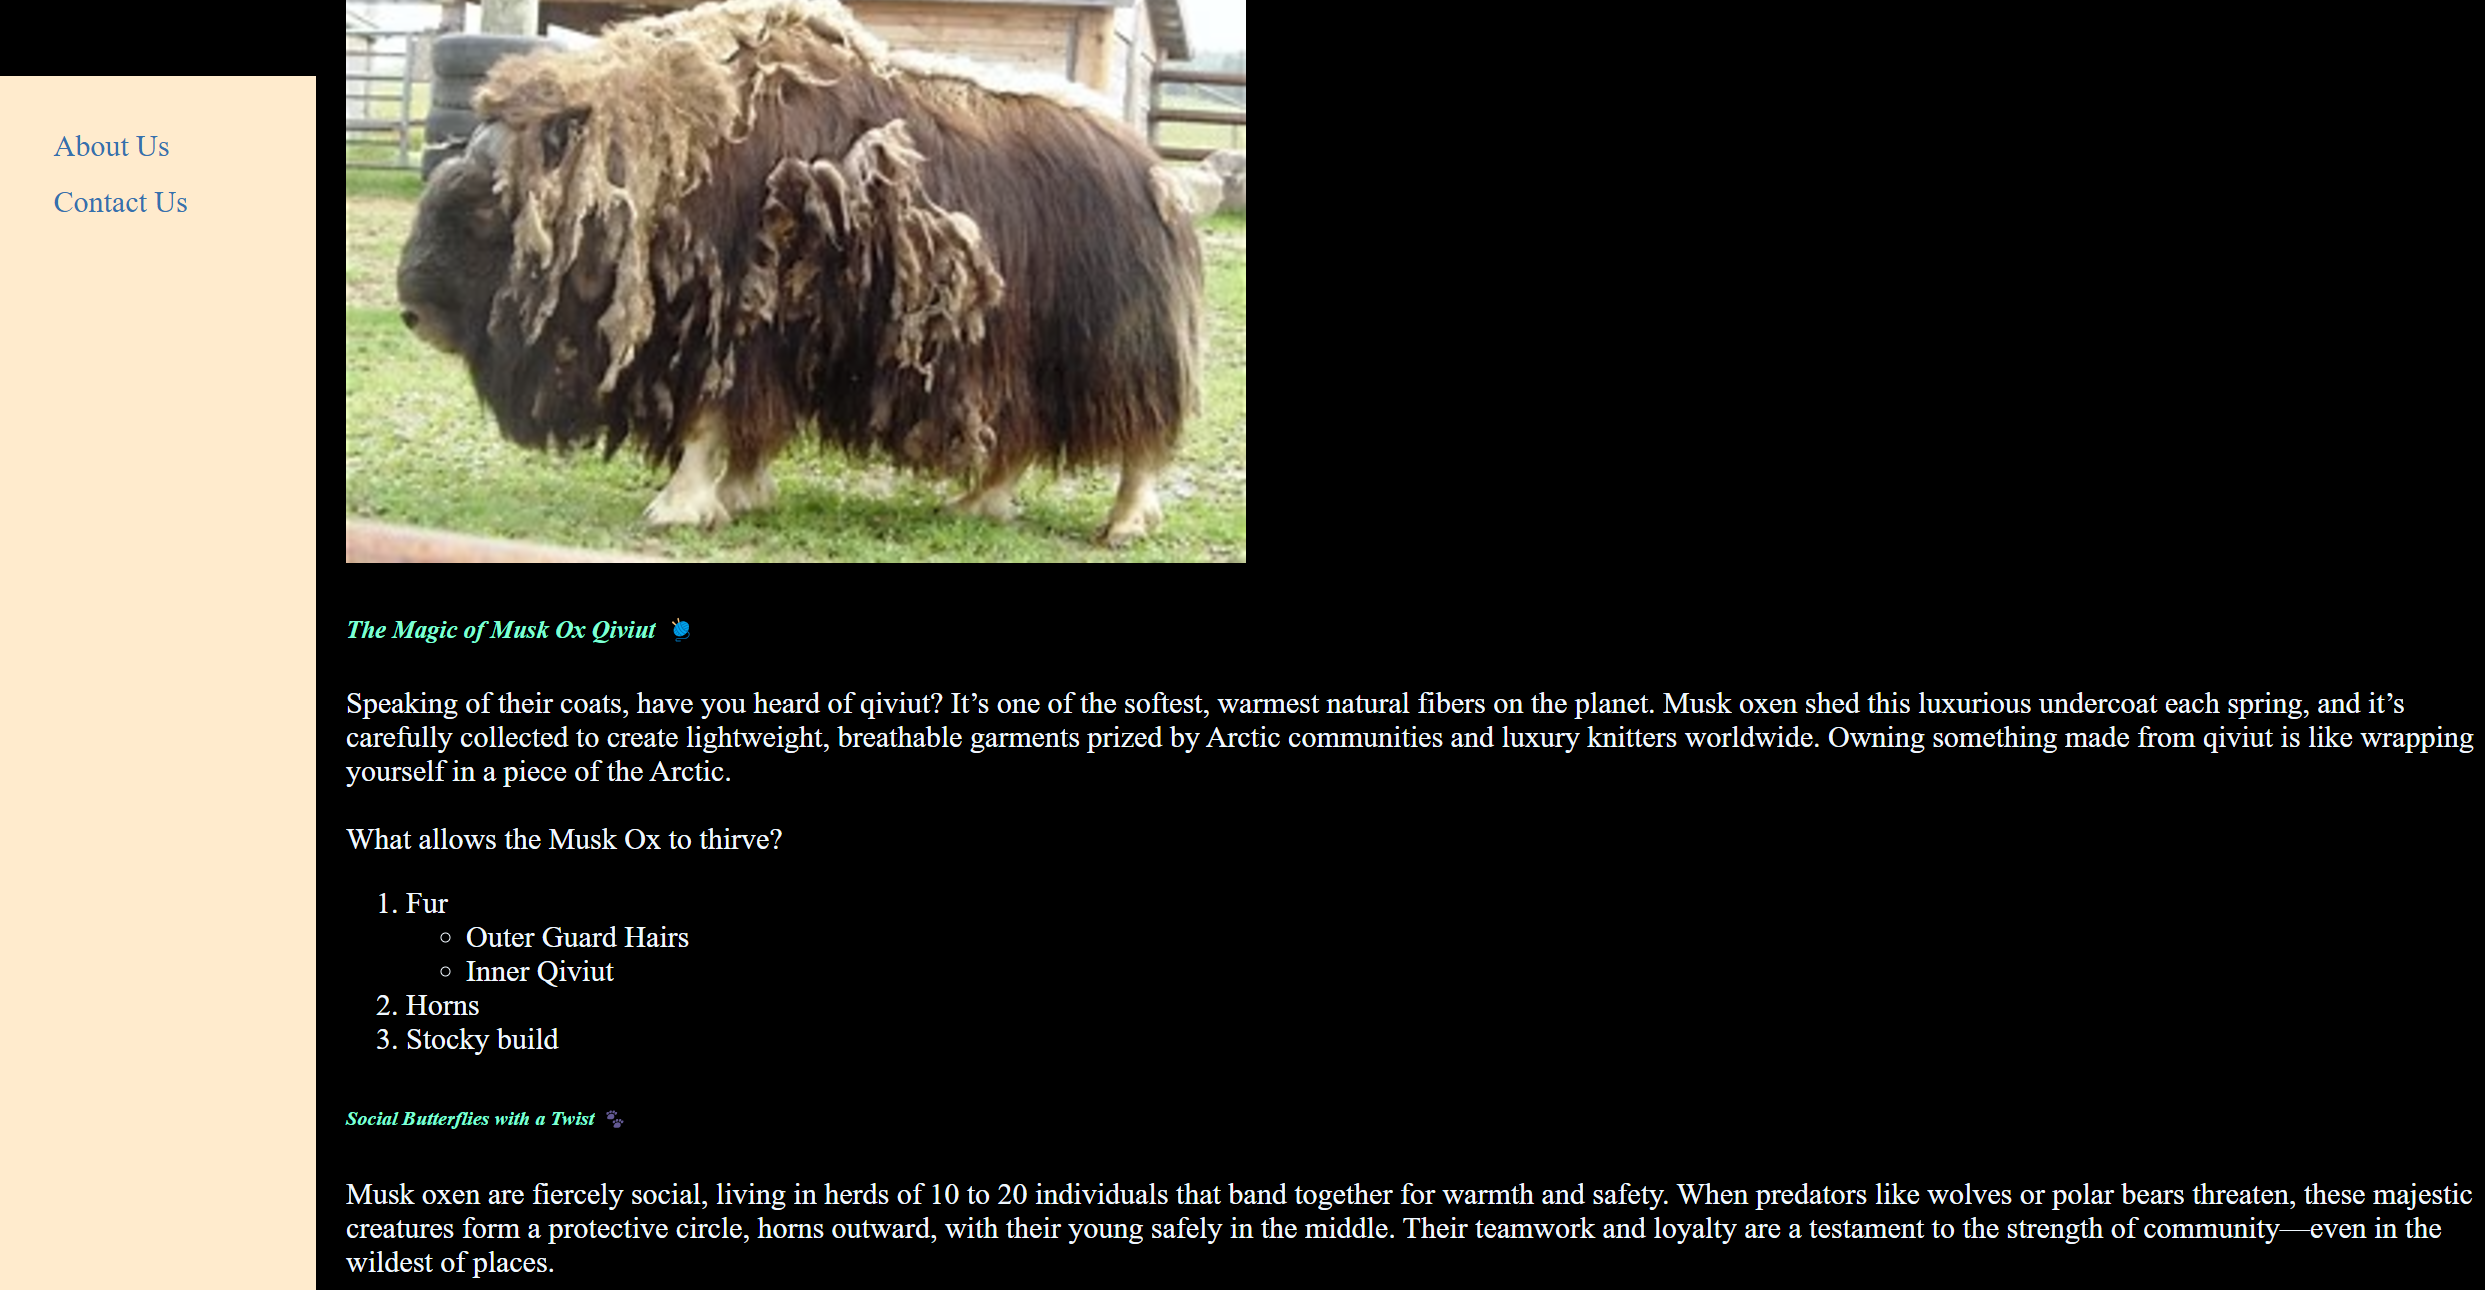 About Us
Contact Us
The Magic of Musk Ox Qiviut 🧶
Speaking of their coats, have you heard of qiviut? It’s one of the softest, warmest natural fibers on the planet. Musk oxen shed this luxurious undercoat each spring, and it’s
carefully collected to create lightweight, breathable garments prized by Arctic communities and luxury knitters worldwide. Owning something made from qiviut is like wrapping
yourself in a piece of the Arctic.
What allows the Musk Ox to thirve?
1. Fur
◦ Outer Guard Hairs
◦ Inner Qiviut
2. Horns
3. Stocky build
Social Butterflies with a Twist 🐾
Musk oxen are fiercely social, living in herds of 10 to 20 individuals that band together for warmth and safety. When predators like wolves or polar bears threaten, these majestic
creatures form a protective circle, horns outward, with their young safely in the middle. Their teamwork and loyalty are a testament to the strength of community—even in the
wildest of places.